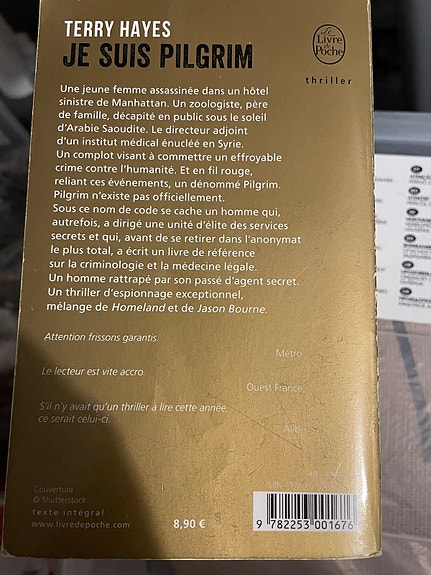 TERRY HAYES
JE SUIS PILGRIM
Le
Livre
de
Poche
thriller
Une jeune femme assassinée dans un hôtel
sinistre de Manhattan. Un zoologiste, père
de famille, décapité en public sous le soleil
d'Arabie Saoudite. Le directeur adjoint
d'un institut médical énucléé en Syrie.
Un complot visant à commettre un effroyable
crime contre l'humanité. Et en fil rouge,
reliant ces événements, un dénommé Pilgrim.
Pilgrim n'existe pas officiellement.
Sous ce nom de code se cache un homme qui,
autrefois, a dirigé une unité d'élite des services
secrets et qui, avant de se retirer dans l'anonymat
le plus total, a écrit un livre de référence
sur la criminologie et la médecine légale.
Un homme rattrapé par son passé d'agent secret.
Un thriller d'espionnage exceptionnel,
mélange de Homeland et de Jason Bourne.
Attention frissons garantis.
Metro.
Le lecteur est vite accro.
Ouest France.
S'il n'y avait qu'un thriller à lire cette année,
ce serait celui-ci.
Couverture :
© Shutterstock.
texte intégral
www.livredepoche.com
8,90 €
9 782253 001676